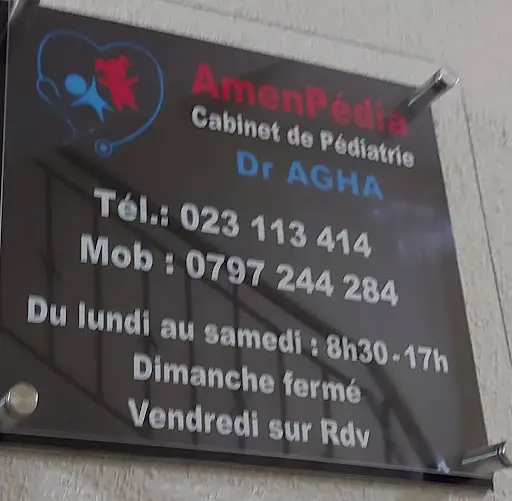 AmenPédia
Cabinet de Pédiatrie
Dr AGHA
Tél.: 023 113 414
Mob : 0797 244 284
Du lundi au samedi : 8h30-17h
Dimanche fermé
Vendredi sur Rdv